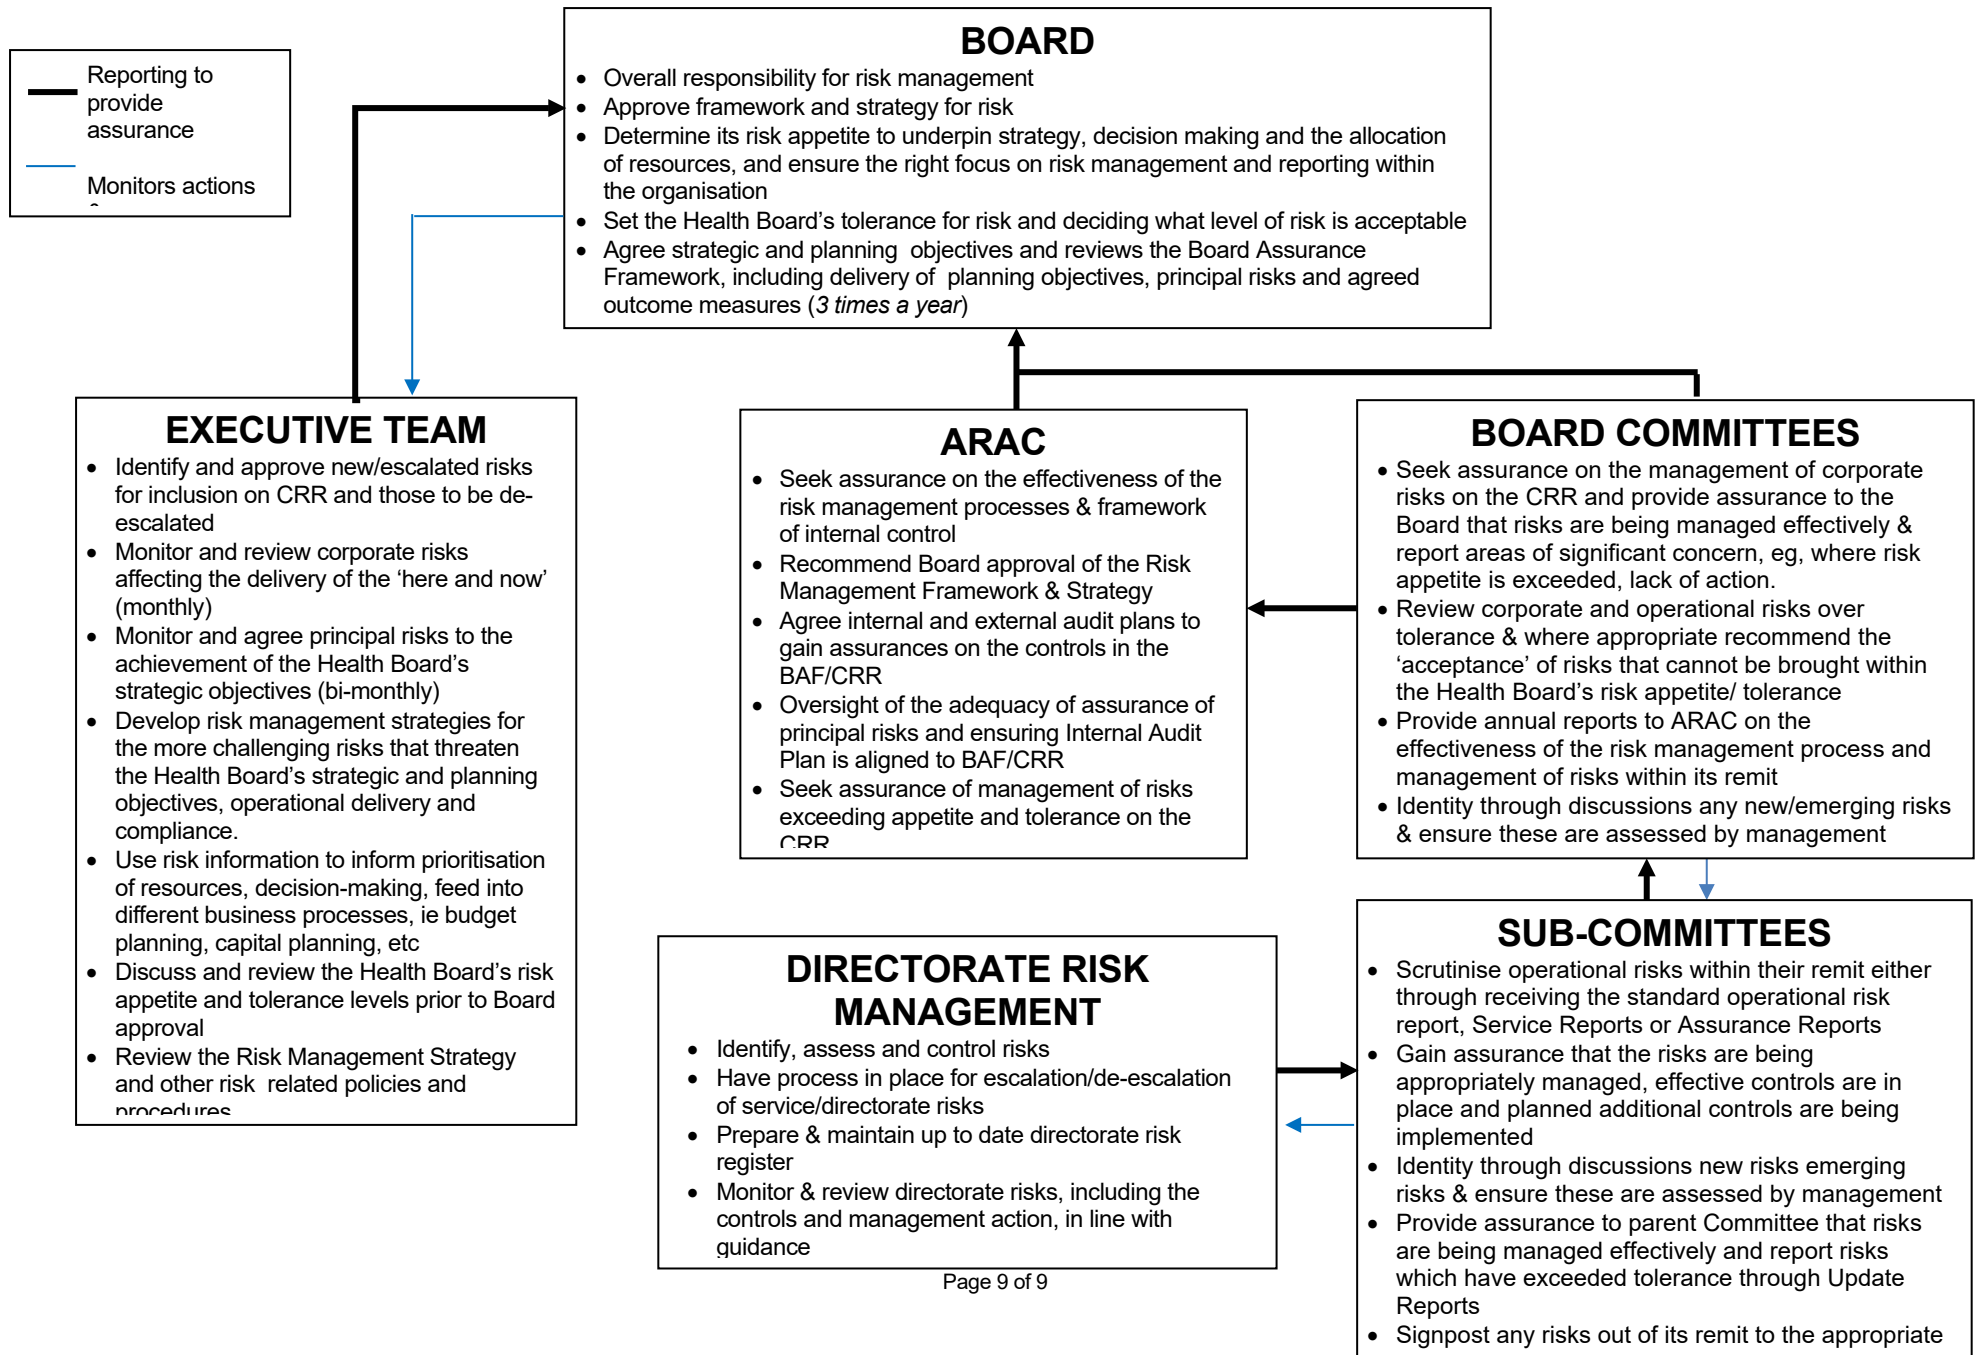 Reporting to
provide
assurance
Monitors actions
BOARD
• Overall responsibility for risk management
• Approve framework and strategy for risk
• Determine its risk appetite to underpin strategy, decision making and the allocation
of resources, and ensure the right focus on risk management and reporting within
the organisation
• Set the Health Board’s tolerance for risk and deciding what level of risk is acceptable
• Agree strategic and planning objectives and reviews the Board Assurance
Framework, including delivery of planning objectives, principal risks and agreed
outcome measures (3 times a year)
EXECUTIVE TEAM
• Identify and approve new/escalated risks
for inclusion on CRR and those to be de-
escalated
• Monitor and review corporate risks
affecting the delivery of the ‘here and now’
(monthly)
• Monitor and agree principal risks to the
achievement of the Health Board’s
strategic objectives (bi-monthly)
• Develop risk management strategies for
the more challenging risks that threaten
the Health Board’s strategic and planning
objectives, operational delivery and
compliance.
• Use risk information to inform prioritisation
of resources, decision-making, feed into
different business processes, ie budget
planning, capital planning, etc
• Discuss and review the Health Board’s risk
appetite and tolerance levels prior to Board
approval
• Review the Risk Management Strategy
and other risk related policies and
procedures
ARAC
• Seek assurance on the effectiveness of the
risk management processes & framework
of internal control
• Recommend Board approval of the Risk
Management Framework & Strategy
• Agree internal and external audit plans to
gain assurances on the controls in the
BAF/CRR
• Oversight of the adequacy of assurance of
principal risks and ensuring Internal Audit
Plan is aligned to BAF/CRR
• Seek assurance of management of risks
exceeding appetite and tolerance on the
CRR
BOARD COMMITTEES
• Seek assurance on the management of corporate
risks on the CRR and provide assurance to the
Board that risks are being managed effectively &
report areas of significant concern, eg, where risk
appetite is exceeded, lack of action.
• Review corporate and operational risks over
tolerance & where appropriate recommend the
‘acceptance’ of risks that cannot be brought within
the Health Board’s risk appetite/ tolerance
• Provide annual reports to ARAC on the
effectiveness of the risk management process and
management of risks within its remit
• Identity through discussions any new/emerging risks
& ensure these are assessed by management
DIRECTORATE RISK
MANAGEMENT
• Identify, assess and control risks
• Have process in place for escalation/de-escalation
of service/directorate risks
• Prepare & maintain up to date directorate risk
register
• Monitor & review directorate risks, including the
controls and management action, in line with
guidance
SUB-COMMITTEES
• Scrutinise operational risks within their remit either
through receiving the standard operational risk
report, Service Reports or Assurance Reports
• Gain assurance that the risks are being
appropriately managed, effective controls are in
place and planned additional controls are being
implemented
• Identity through discussions new risks emerging
risks & ensure these are assessed by management
• Provide assurance to parent Committee that risks
are being managed effectively and report risks
which have exceeded tolerance through Update
Reports
• Signpost any risks out of its remit to the appropriate
Page 9 of 9